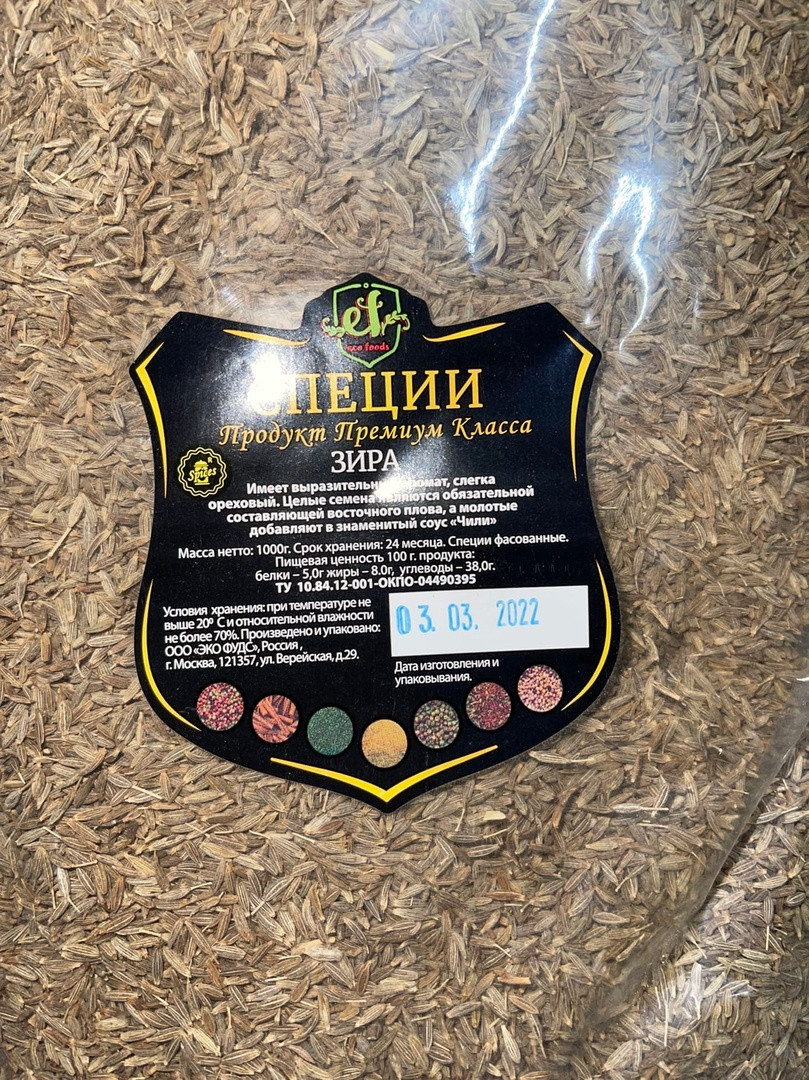 ef
eco foods
СПЕЦИИ
Продукт Премиум Класса
Spices
ЗИРА
Имеет выразительны аромат, слегка
ореховый. Целые семена являются обязательной
составляющей восточного плова, а молотые
добавляют в знаменитый соус «Чили»
Масса нетто: 1000г. Срок хранения: 24 месяца. Специи фасованные.
Пищевая ценность 100 г. продукта:
белки – 5,0г жиры – 8.0г, углеводы – 38,0г.
ТУ 10.84.12-001-ОКПО-04490395
Условия хранения: при температуре не
выше 20° С и относительной влажности
не более 70%. Произведено и упаковано:
ООО «ЭКО ФУДС», Россия ,
г. Москва, 121357, ул. Верейская, д.29.
03. 03. 2022
Дата изготовления и
упаковывания.